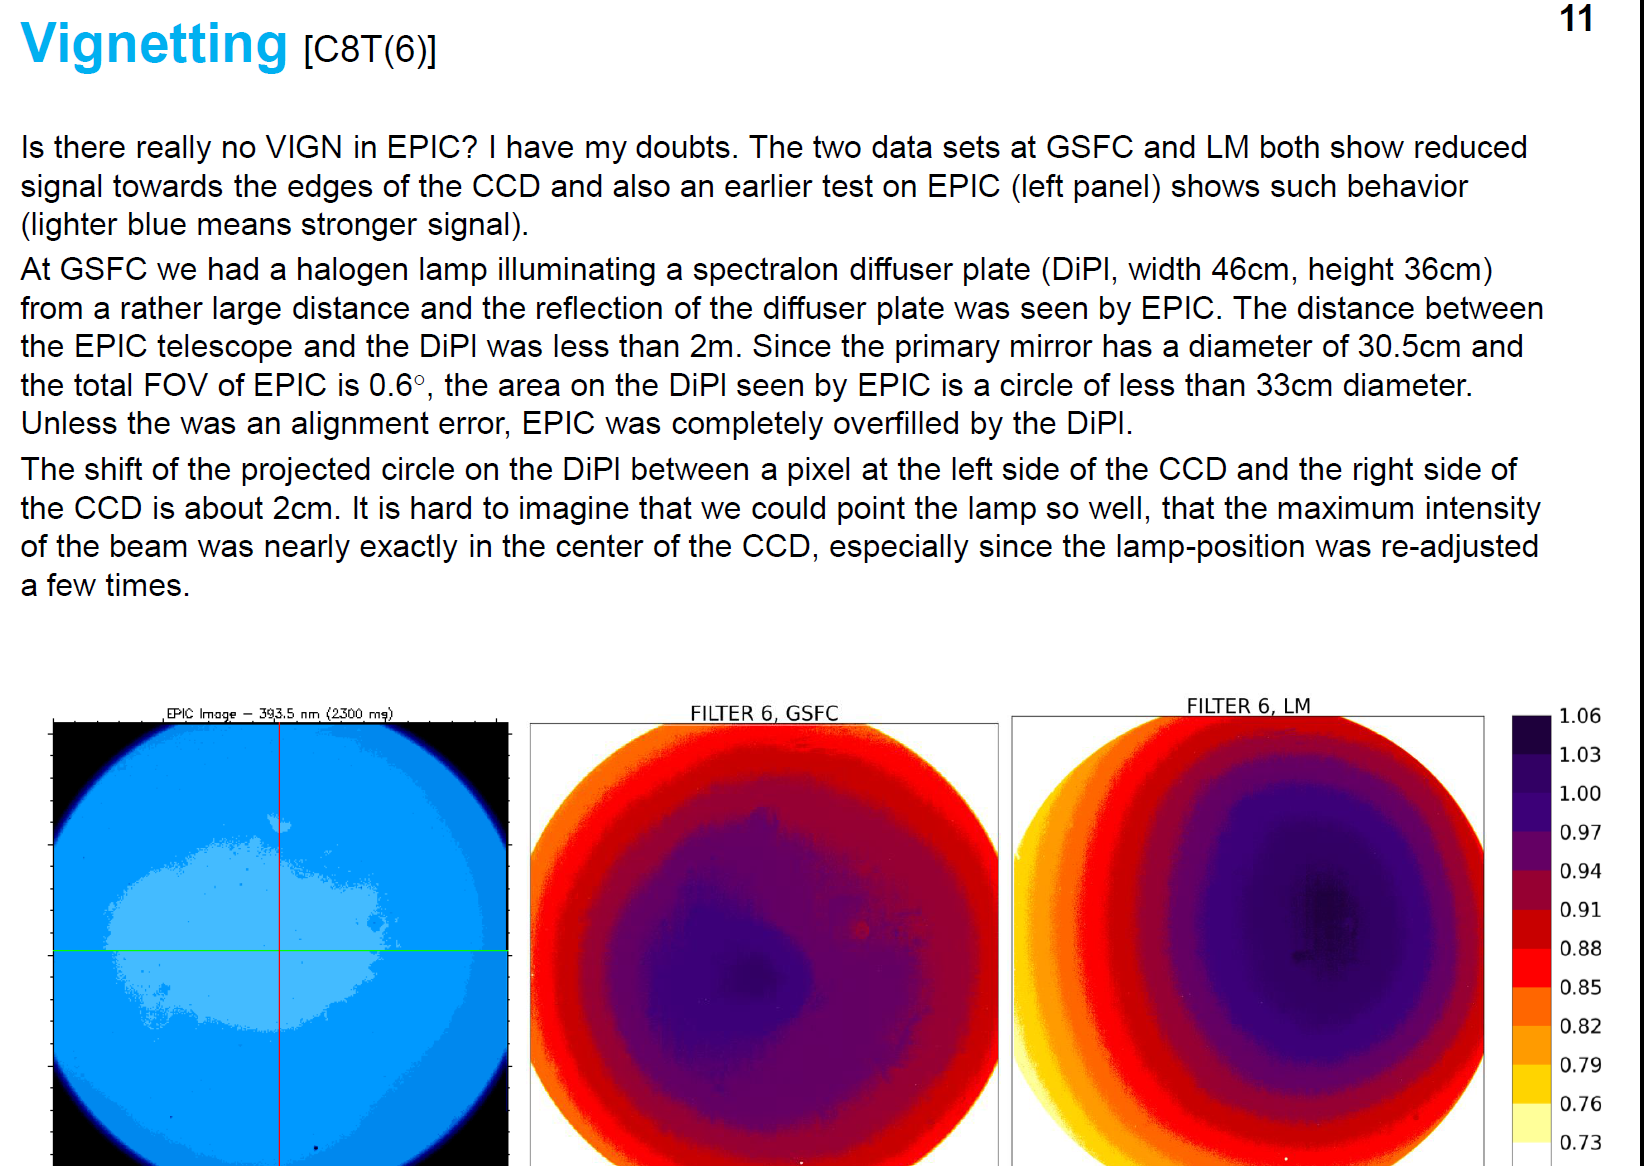 11
Vignetting [C8T(6)]
Is there really no VIGN in EPIC? I have my doubts. The two data sets at GSFC and LM both show reduced
signal towards the edges of the CCD and also an earlier test on EPIC (left panel) shows such behavior
(lighter blue means stronger signal).
At GSFC we had a halogen lamp illuminating a spectralon diffuser plate (DiPl, width 46cm, height 36cm)
from a rather large distance and the reflection of the diffuser plate was seen by EPIC. The distance between
the EPIC telescope and the DiPl was less than 2m. Since the primary mirror has a diameter of 30.5cm and
the total FOV of EPIC is 0.6°, the area on the DiPl seen by EPIC is a circle of less than 33cm diameter.
Unless the was an alignment error, EPIC was completely overfilled by the DiPl.
The shift of the projected circle on the DiPl between a pixel at the left side of the CCD and the right side of
the CCD is about 2cm. It is hard to imagine that we could point the lamp so well, that the maximum intensity
of the beam was nearly exactly in the center of the CCD, especially since the lamp-position was re-adjusted
a few times.
EPIC Image – 393.5 nm (2300 ms)
FILTER 6, GSFC
FILTER 6, LM
1.06
1.03
1.00
0.97
0.94
0.91
0.88
0.85
0.82
0.79
0.76
0.73